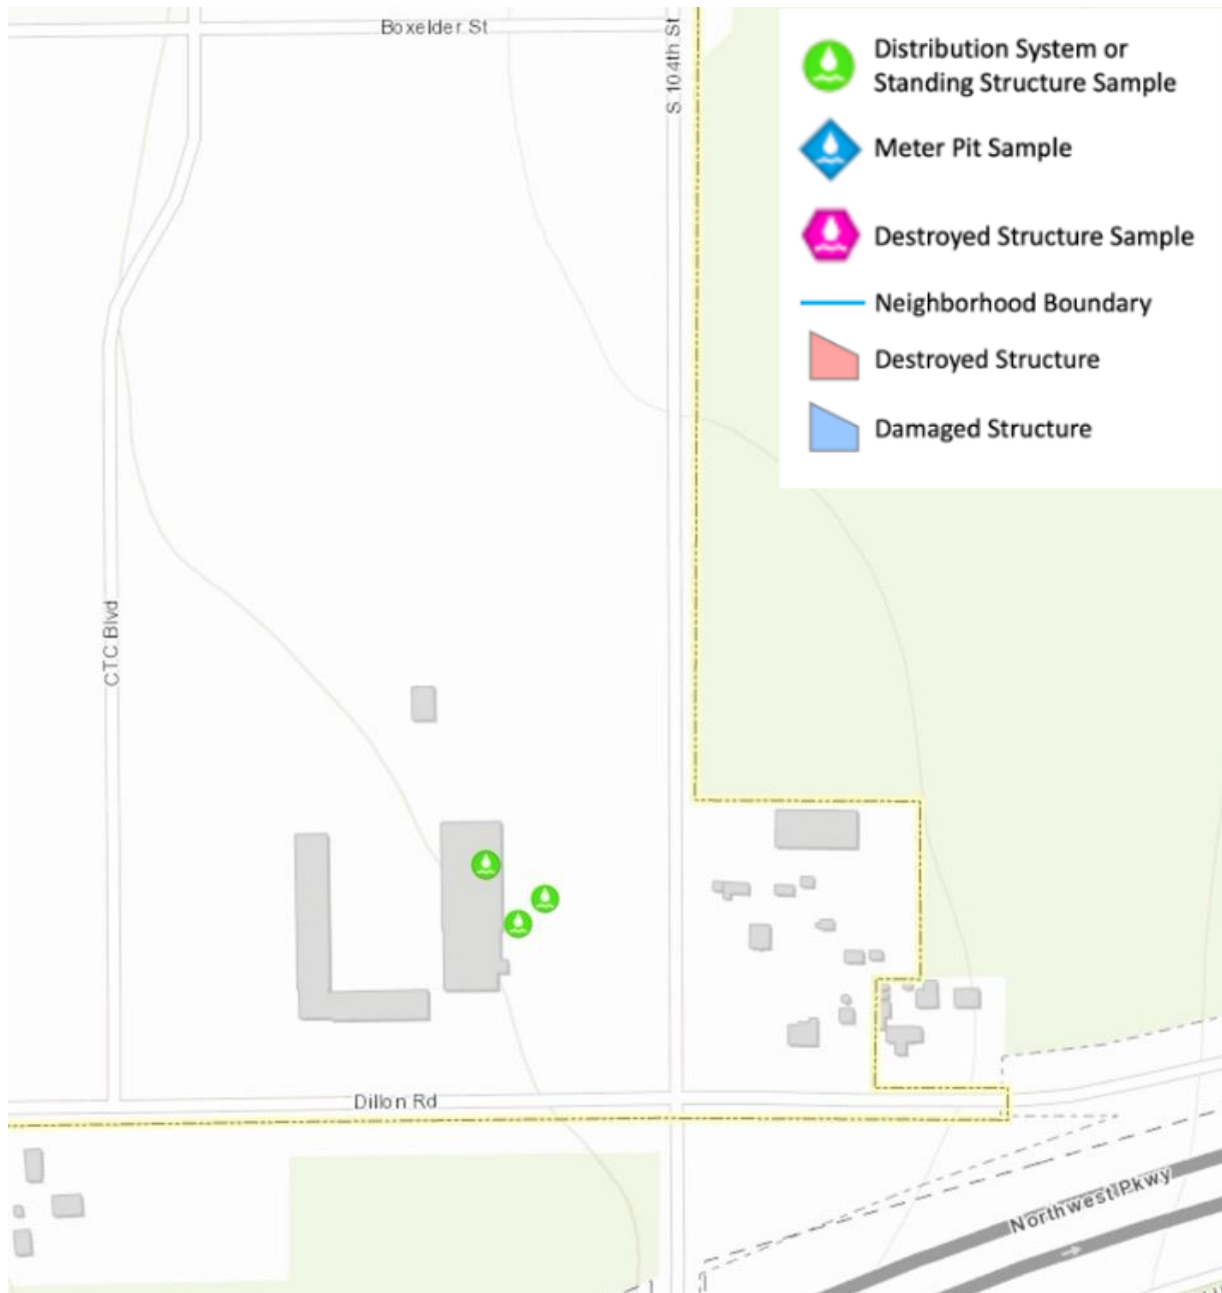 Boxelder St
S 104th St
Distribution System or
Standing Structure Sample
Meter Pit Sample
Destroyed Structure Sample
Neighborhood Boundary
Destroyed Structure
Damaged Structure
CTC Blvd
Dillon Rd
Northwest Pkwy